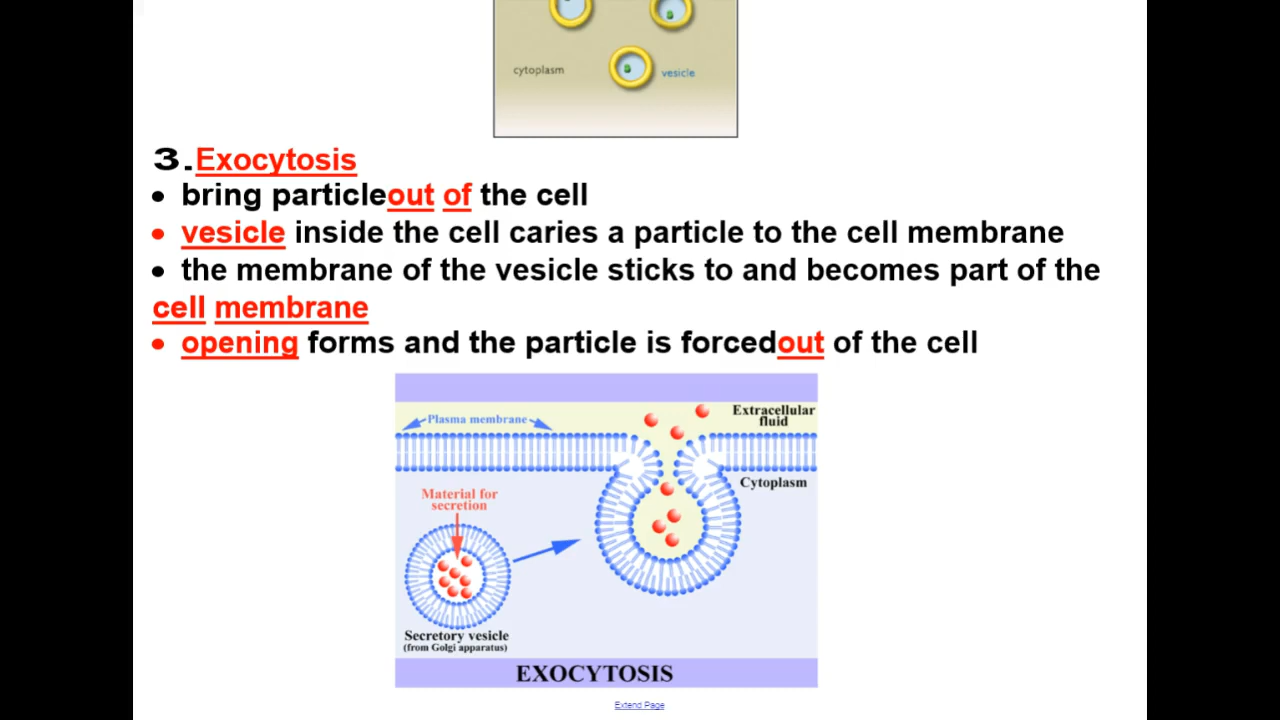 cytoplasm
vesicle
3.Exocytosis
• bring particleout of the cell
• vesicle inside the cell caries a particle to the cell membrane
• the membrane of the vesicle sticks to and becomes part of the
cell membrane
• opening forms and the particle is forcedout of the cell
Plasma membrane
Extracellular
fluid
Cytoplasm
Material for
secretion
Secretory vesicle
(from Golgi apparatus)
EXOCYTOSIS
Extend Page